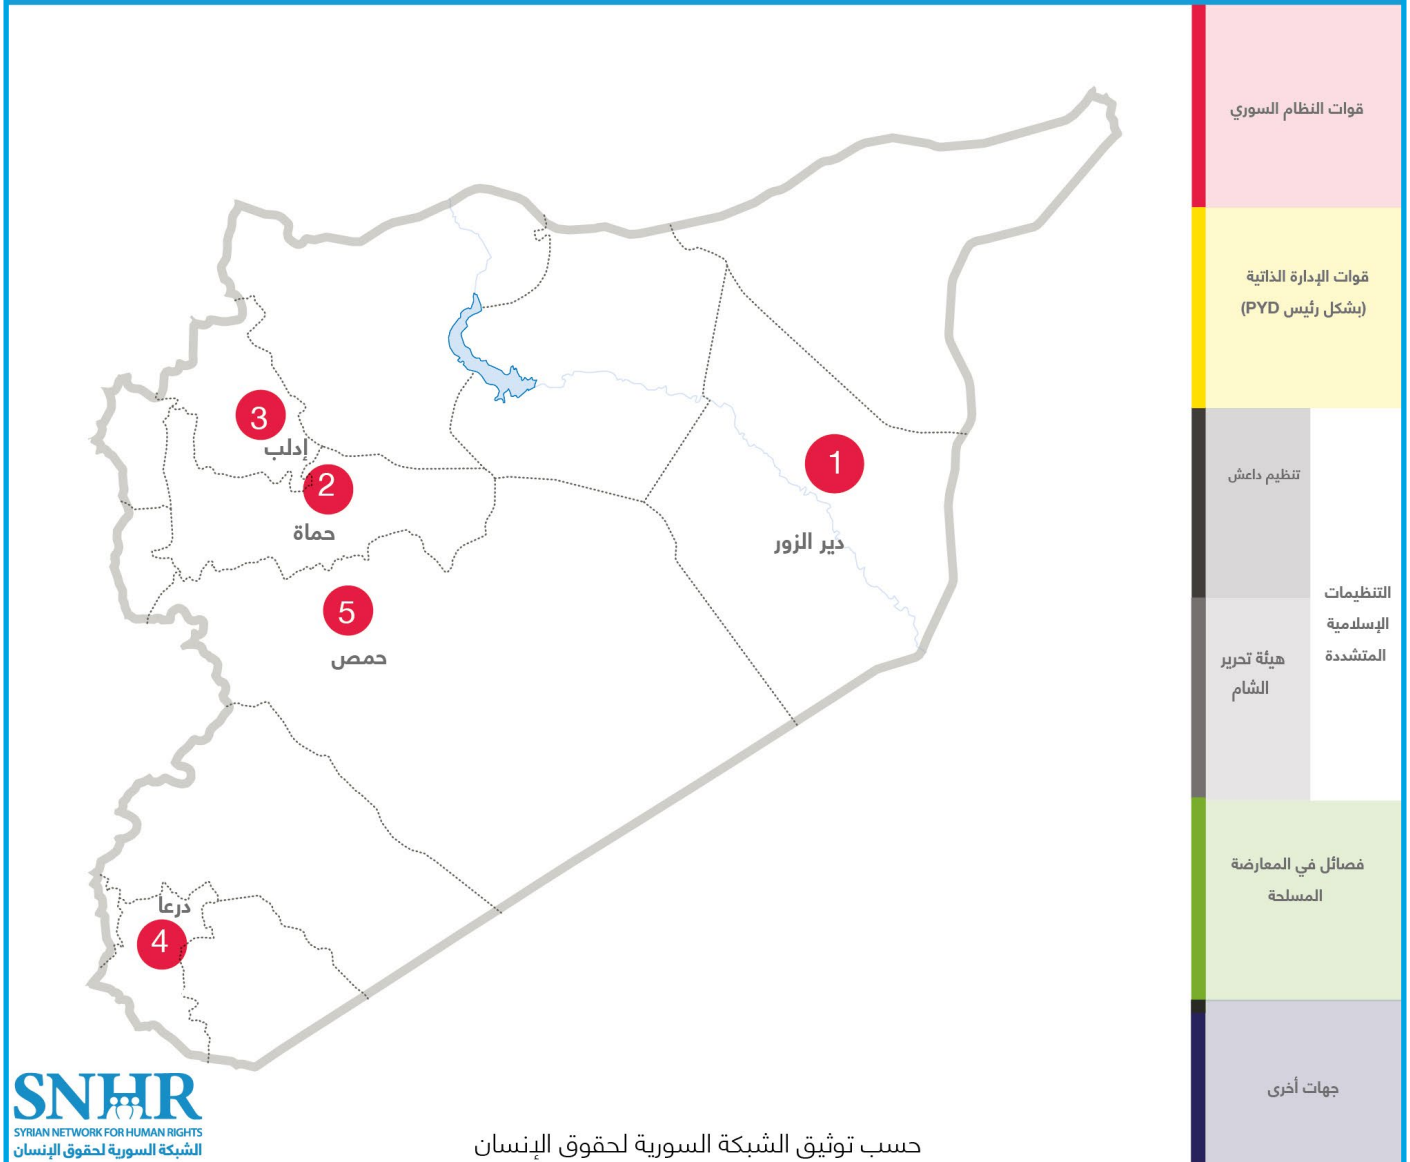 قوات النظام السوري
قوات الإدارة الذاتية
(بشكل رئيس PYD)
تنظيم داعش
التنظيمات
الإسلامية
المتشددة
هيئة تحرير
الشام
فصائل في المعارضة
المسلحة
جهات أخرى
3
إدلب
2
حماة
1
دير الزور
5
حمص
درعا
4
SNHR
SYRIAN NETWORK FOR HUMAN RIGHTS
الشبكة السورية لحقوق الإنسان
حسب توثيق الشبكة السورية لحقوق الإنسان